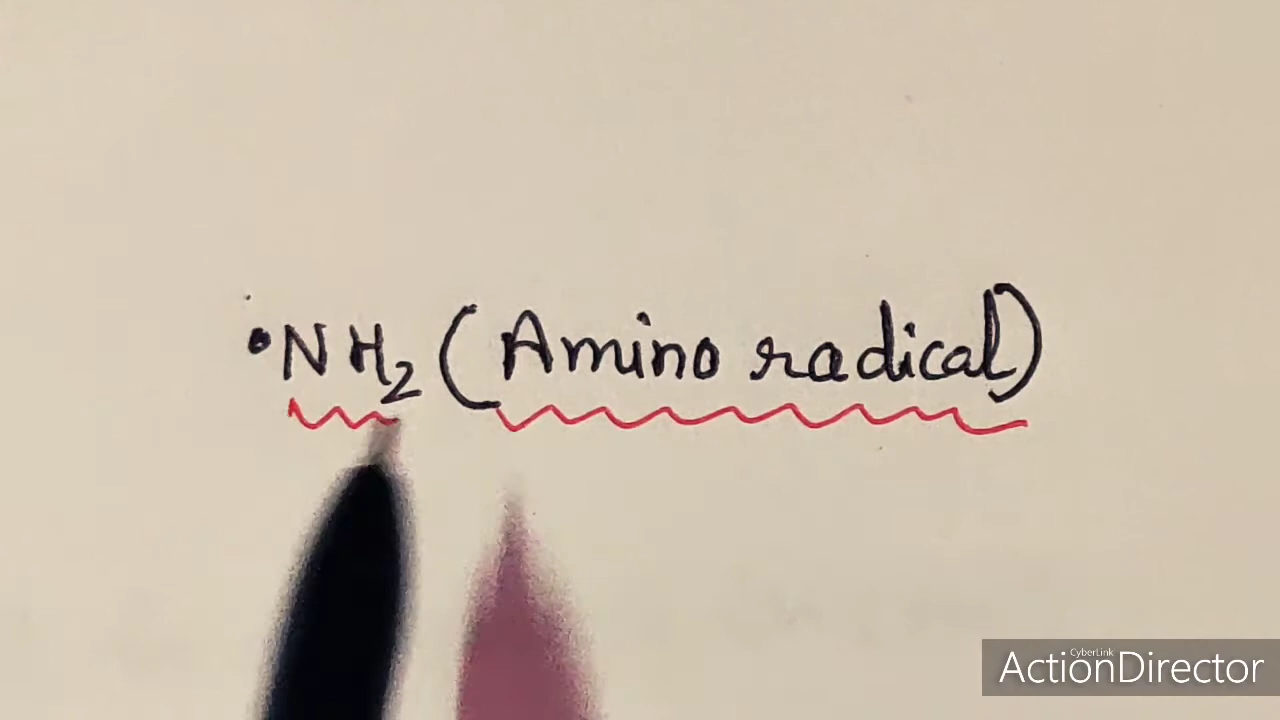 •NH₂ (Amino radical)
CyberLink
ActionDirector